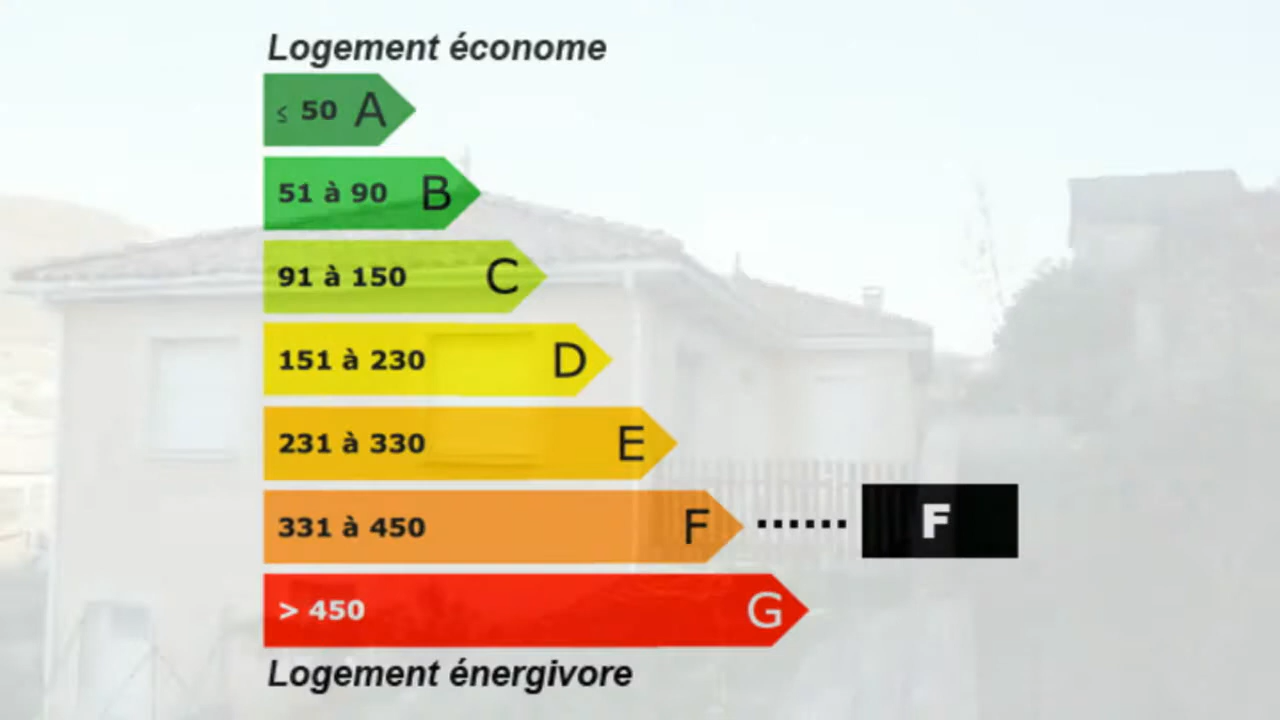 Logement économe
≤ 50 A
51 à 90 B
91 à 150 C
151 à 230 D
231 à 330 E
331 à 450 F F
> 450 G
Logement énergivore